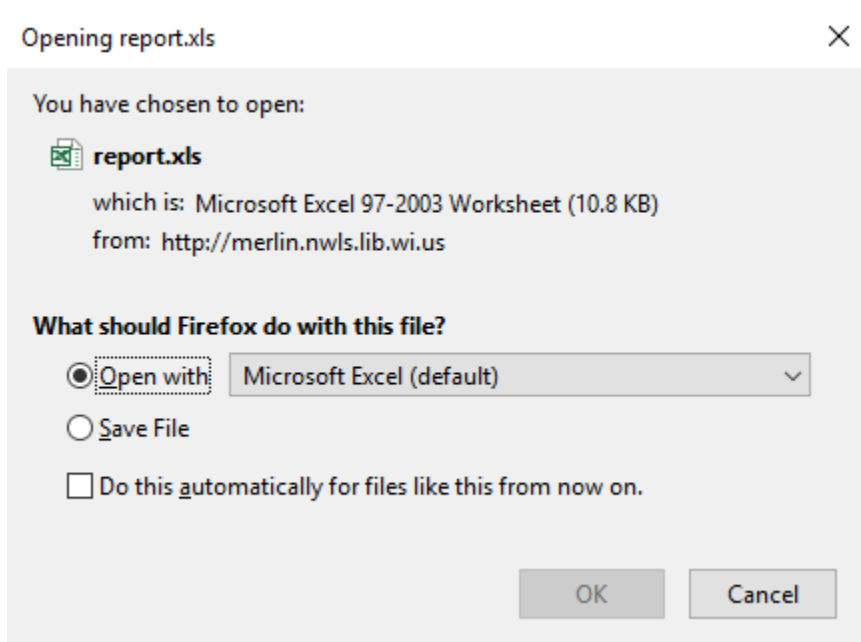 Opening report.xls
You have chosen to open:
report.xls
which is: Microsoft Excel 97-2003 Worksheet (10.8 KB)
from: http://merlin.nwls.lib.wi.us
What should Firefox do with this file?
Open with Microsoft Excel (default)
Save File
Do this automatically for files like this from now on.
OK Cancel